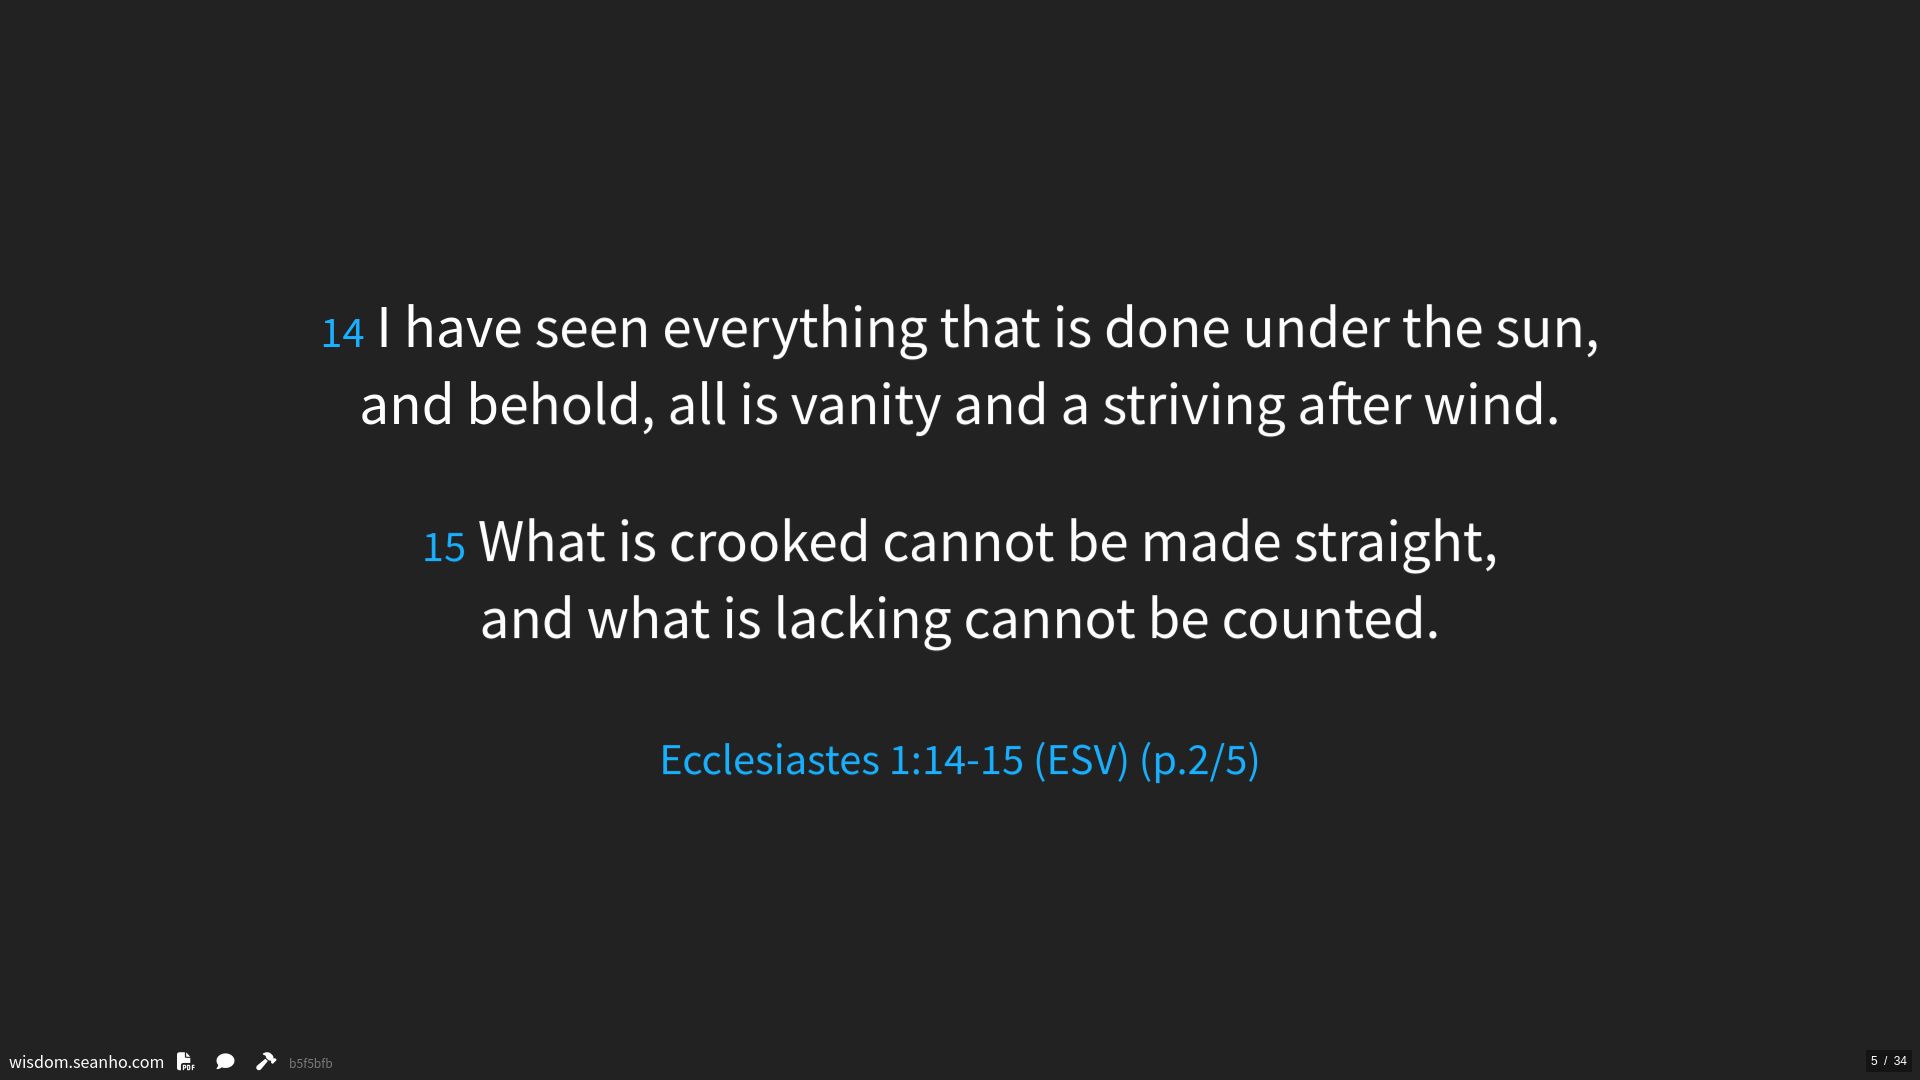 14 I have seen everything that is done under the sun,
and behold, all is vanity and a striving after wind.
15 What is crooked cannot be made straight,
and what is lacking cannot be counted.
Ecclesiastes 1:14-15 (ESV) (p.2/5)
wisdom.seanho.com PDF b5f5bfb
5 / 34